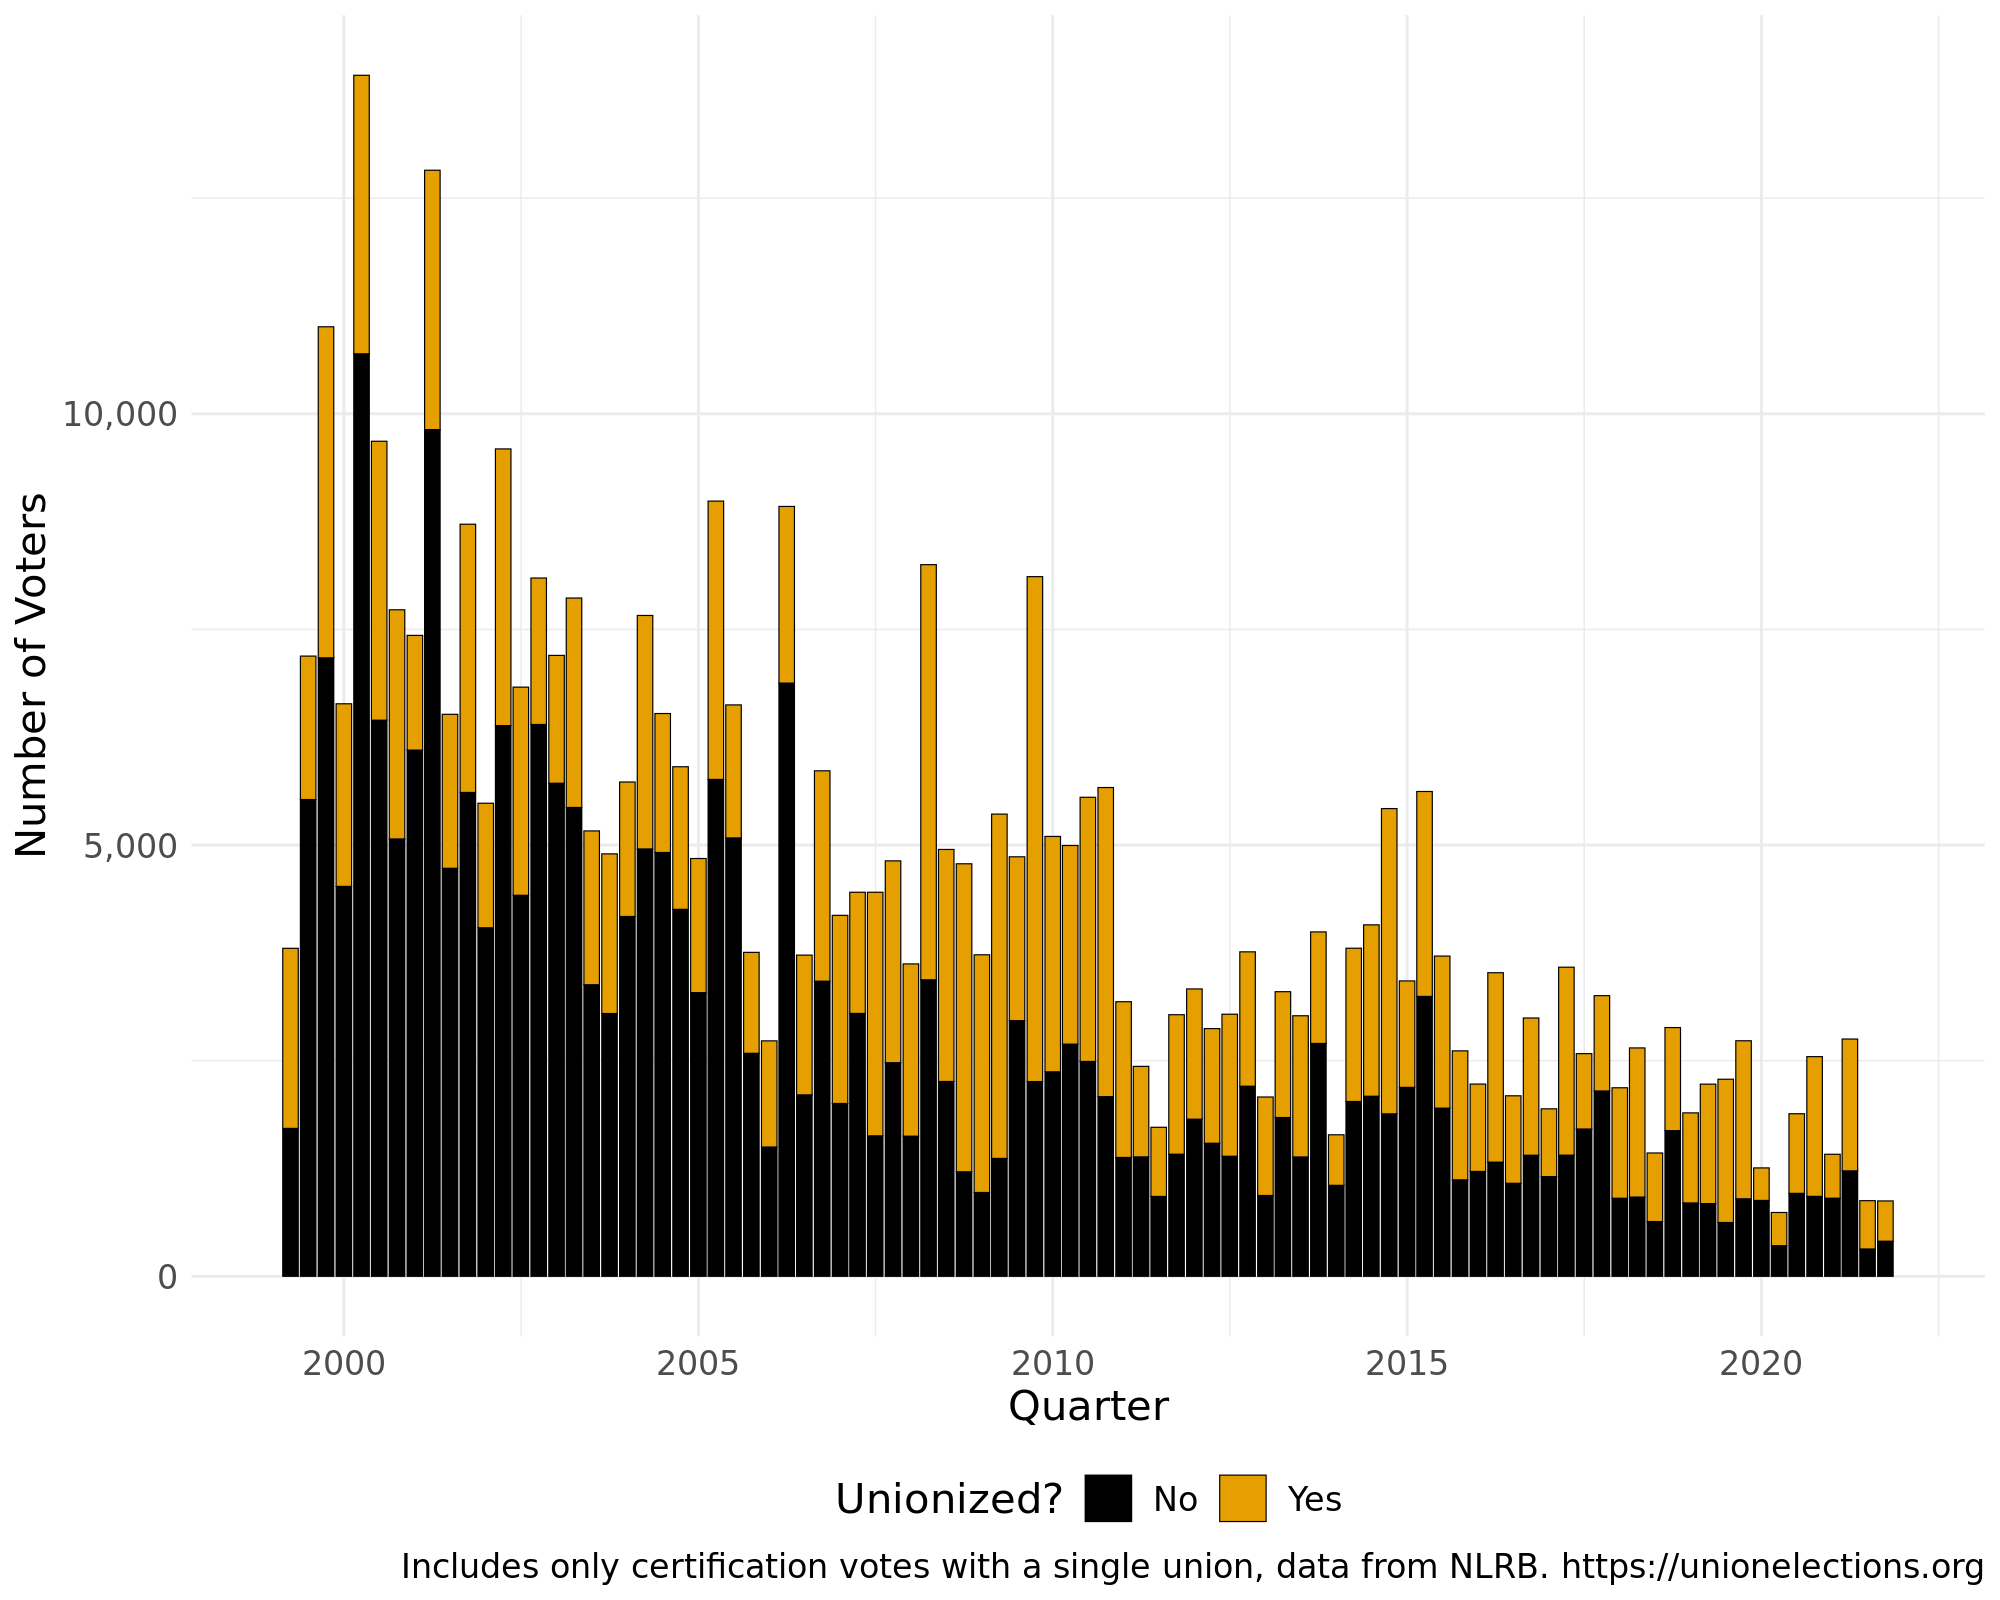 Number of Voters
10,000
5,000
0
2000 2005 2010 2015 2020
Quarter
Unionized? No Yes
Includes only certification votes with a single union, data from NLRB. https://unionelections.org